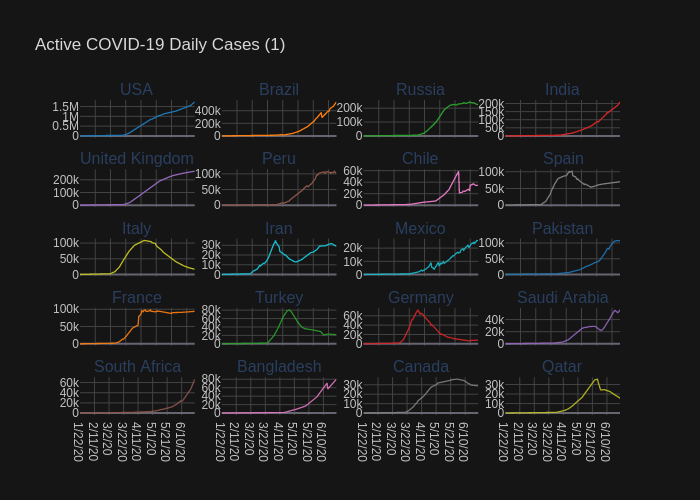 Active COVID-19 Daily Cases (1)
USA Brazil Russia India
1.5M 1M 0.5M 0
400k 200k 0
200k 100k 0
200k 150k 100k 50k 0
United Kingdom Peru Chile Spain
200k 100k 0
100k 50k 0
60k 40k 20k 0
100k 50k 0
Italy Iran Mexico Pakistan
100k 50k 0
30k 20k 10k 0
20k 10k 0
100k 50k 0
France Turkey Germany Saudi Arabia
100k 50k 0
80k 60k 40k 20k 0
60k 40k 20k 0
40k 20k 0
South Africa Bangladesh Canada Qatar
60k 40k 20k 0
80k 60k 40k 20k 0
30k 20k 10k 0
30k 20k 10k 0
1/22/20 2/11/20 3/2/20 3/22/20 4/11/20 5/1/20 5/21/20 6/10/20
1/22/20 2/11/20 3/2/20 3/22/20 4/11/20 5/1/20 5/21/20 6/10/20
1/22/20 2/11/20 3/2/20 3/22/20 4/11/20 5/1/20 5/21/20 6/10/20
1/22/20 2/11/20 3/2/20 3/22/20 4/11/20 5/1/20 5/21/20 6/10/20